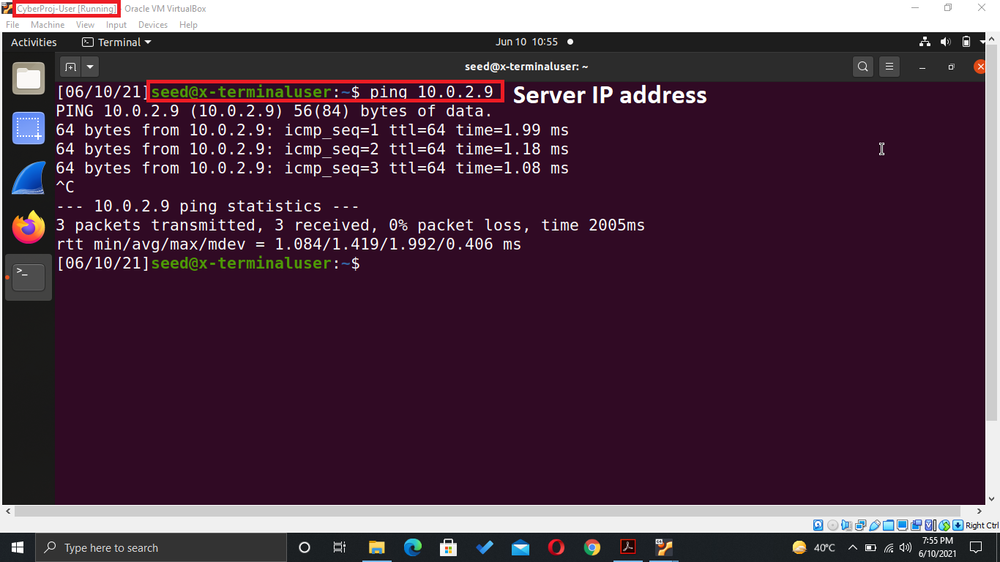 CyberProj-User [Running] - Oracle VM VirtualBox
File Machine View Input Devices Help
Activities Terminal Jun 10 10:55
seed@x-terminaluser: ~
[06/10/21]seed@x-terminaluser:~$ ping 10.0.2.9 Server IP address
PING 10.0.2.9 (10.0.2.9) 56(84) bytes of data.
64 bytes from 10.0.2.9: icmp_seq=1 ttl=64 time=1.99 ms
64 bytes from 10.0.2.9: icmp_seq=2 ttl=64 time=1.18 ms
64 bytes from 10.0.2.9: icmp_seq=3 ttl=64 time=1.08 ms
^C
--- 10.0.2.9 ping statistics ---
3 packets transmitted, 3 received, 0% packet loss, time 2005ms
rtt min/avg/max/mdev = 1.084/1.419/1.992/0.406 ms
[06/10/21]seed@x-terminaluser:~$
Right Ctrl
Type here to search 40°C 7:55 PM
6/10/2021